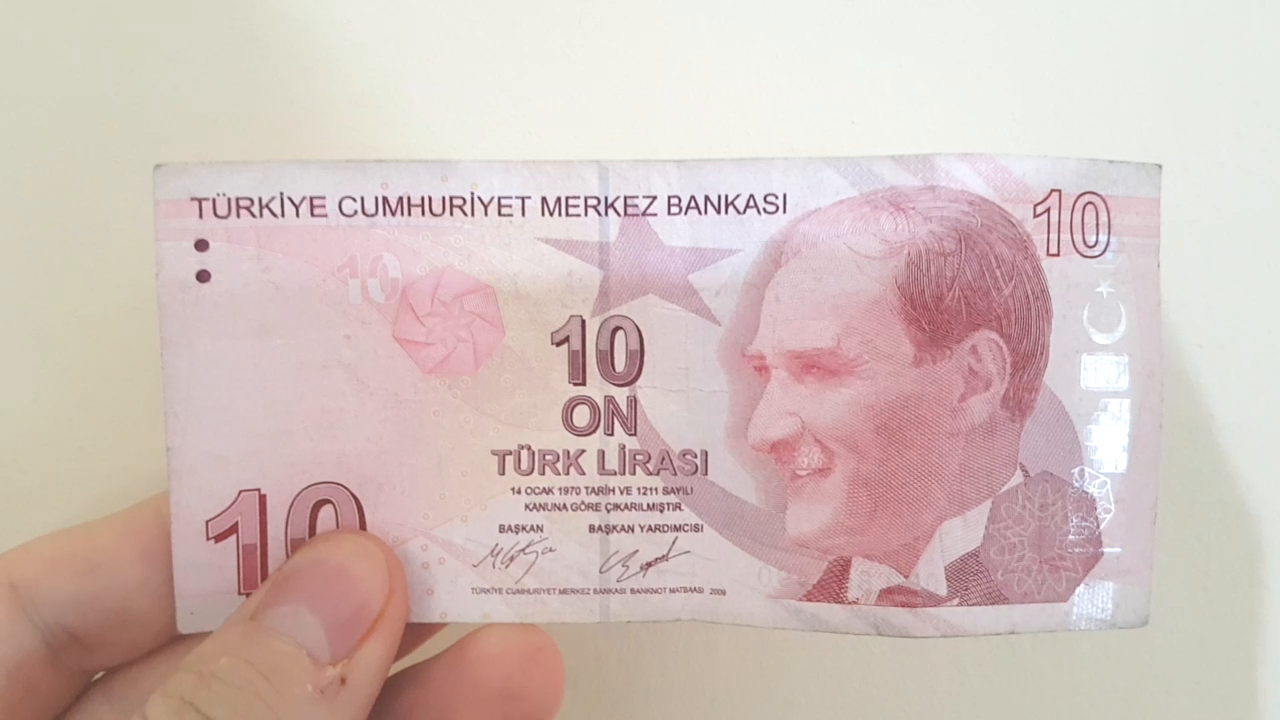 TÜRKİYE CUMHURİYET MERKEZ BANKASI
10
10
10
ON
TÜRK LİRASI
14 OCAK 1970 TARİH VE 1211 SAYILI
KANUNA GÖRE ÇIKARILMIŞTIR.
BAŞKAN BAŞKAN YARDIMCISI
10
TÜRKİYE CUMHURİYET MERKEZ BANKASI BANKNOT MATBAASI 2009